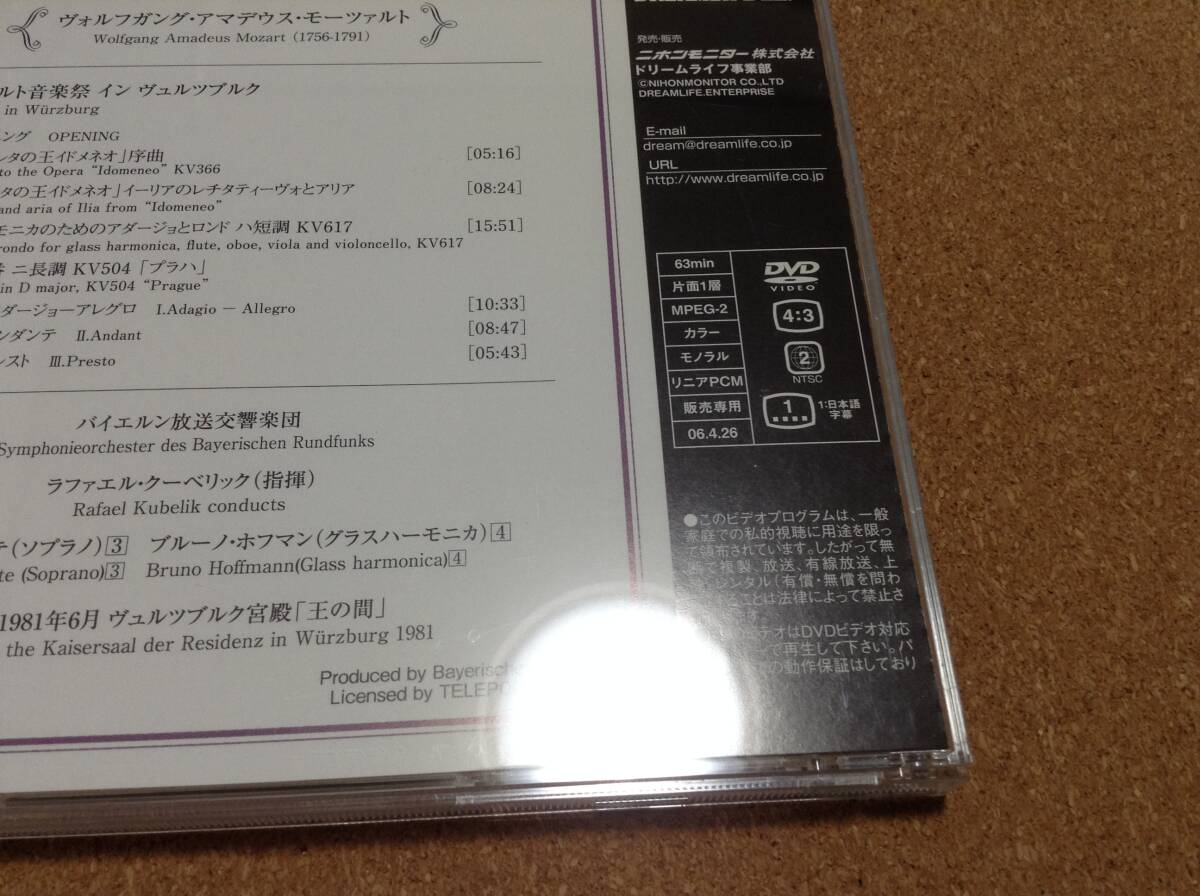 ヴォルフガング・アマデウス・モーツァルト
Wolfgang Amadeus Mozart (1756-1791)
ルト音楽祭 イン ヴュルツブルク
in Würzburg
ング OPENING
タの王イドメネオ」序曲 [05:16]
to the Opera “Idomeneo” KV366
タの王イドメネオ」イーリアのレチタティーヴォとアリア [08:24]
and aria of Ilia from “Idomeneo”
モニカのためのアダージョとロンド ハ短調 KV617 [15:51]
rondo for glass harmonica, flute, oboe, viola and violoncello, KV617
ニ長調 KV504「プラハ」
in D major, KV504 “Prague”
ダージョーアレグロ I.Adagio － Allegro [10:33]
ンダンテ II.Andant [08:47]
レスト III.Presto [05:43]
バイエルン放送交響楽団
Symphonieorchester des Bayerischen Rundfunks
ラファエル・クーベリック(指揮)
Rafael Kubelik conducts
テ(ソプラノ)3 ブルーノ・ホフマン(グラスハーモニカ)4
te (Soprano)3 Bruno Hoffmann(Glass harmonica)4
1981年6月 ヴュルツブルク宮殿「王の間」
the Kaisersaal der Residenz in Würzburg 1981
Produced by Bayerische
Licensed by TELEPO
発売・販売
ニホンモニター株式会社
ドリームライフ事業部
©NIHONMONITOR CO.,LTD
DREAMLIFE.ENTERPRISE
E-mail
dream@dreamlife.co.jp
URL
http://www.dreamlife.co.jp
63min
片面1層
MPEG-2
カラー
モノラル
リニアPCM
販売専用
06.4.26
DVD
VIDEO
4:3
2
NTSC
1
1:日本語
字幕
●このビデオプログラムは、一般
家庭での私的視聴に用途を限っ
て頒布されています。したがって無
断で複製、放送、有線放送、上
レンタル(有償・無償を問わ
ることは法律によって禁止さ
オはDVDビデオ対応
で再生して下さい。パ
の動作保証はしており